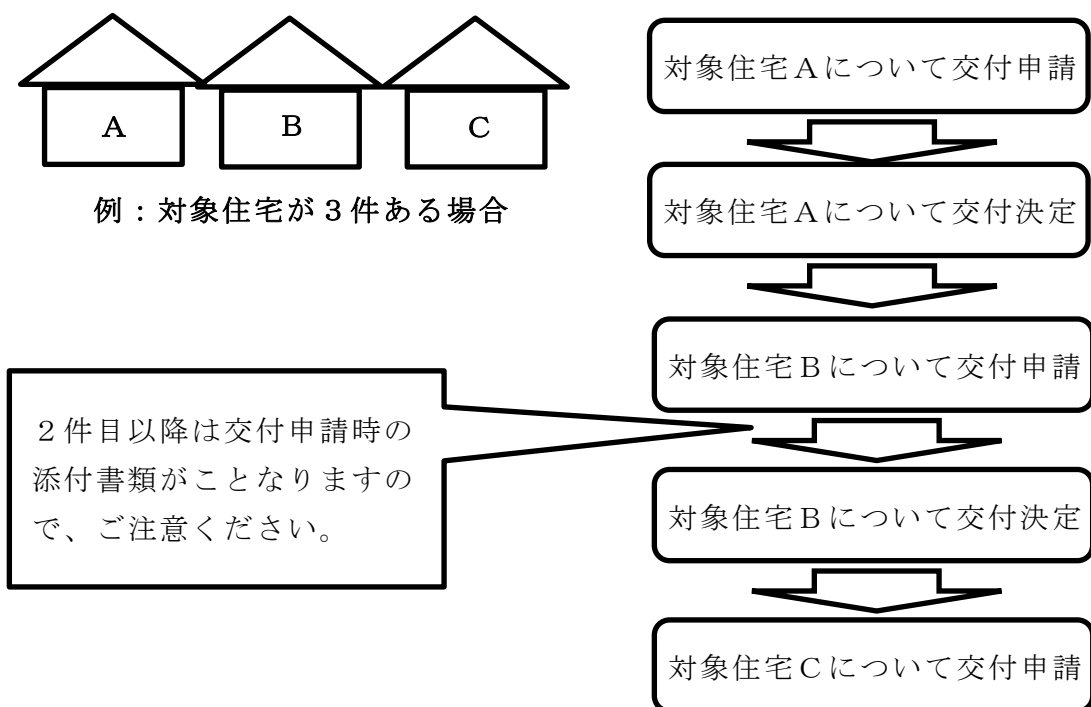 A
B
C
例：対象住宅が３件ある場合
対象住宅Ａについて交付申請
対象住宅Ａについて交付決定
対象住宅Ｂについて交付申請
２件目以降は交付申請時の
添付書類がことなりますの
で、ご注意ください。
対象住宅Ｂについて交付決定
対象住宅Ｃについて交付申請